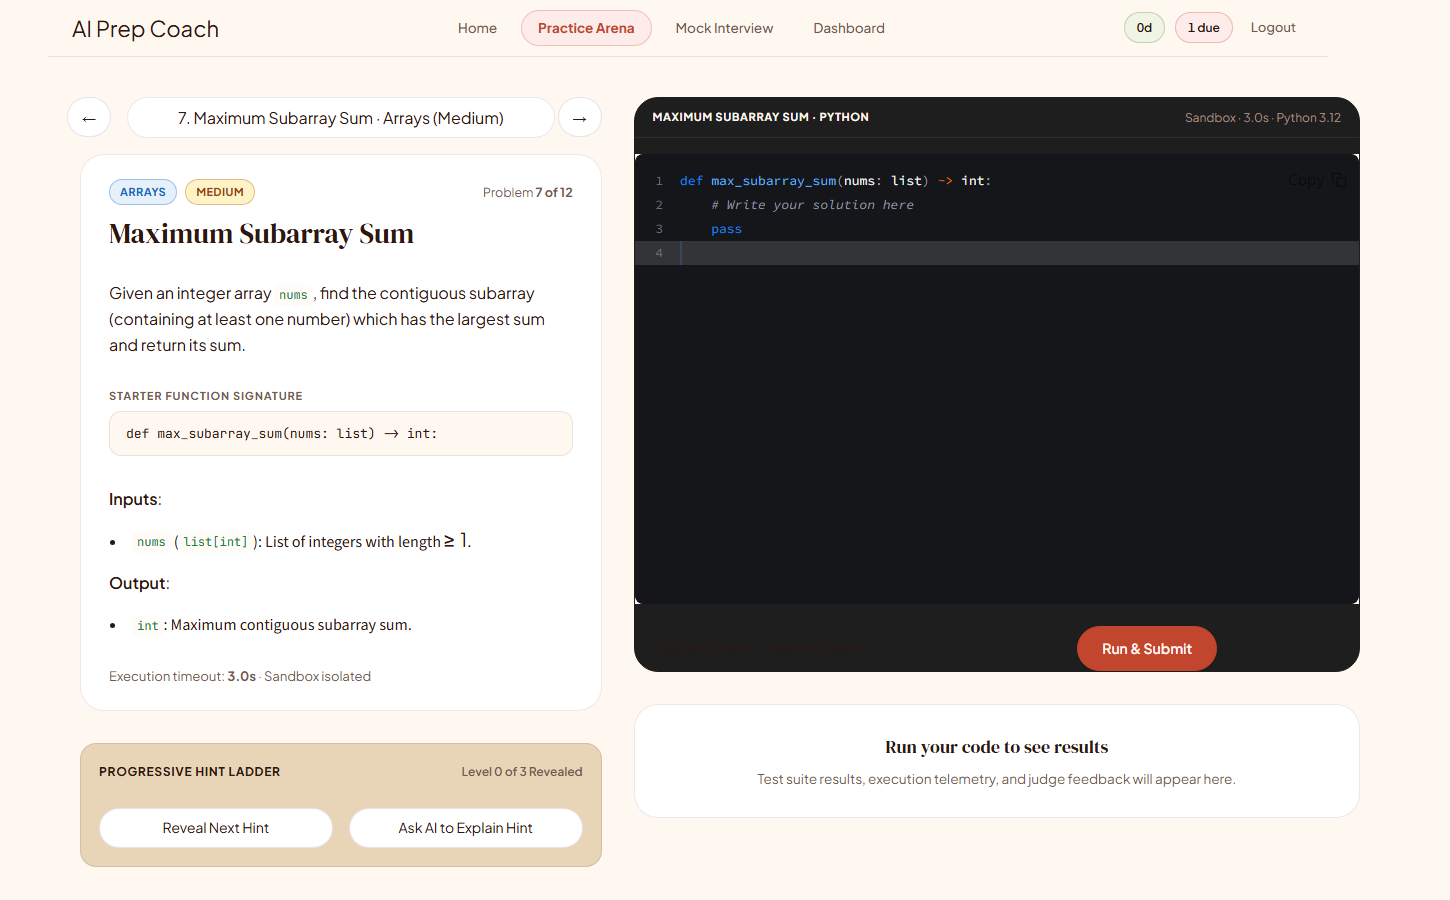 AI Prep Coach
Home
Practice Arena
Mock Interview
Dashboard
0d
1 due
Logout
←
7. Maximum Subarray Sum · Arrays (Medium)
→
ARRAYS
MEDIUM
Problem 7 of 12
Maximum Subarray Sum
Given an integer array nums , find the contiguous subarray
(containing at least one number) which has the largest sum
and return its sum.
STARTER FUNCTION SIGNATURE
def max_subarray_sum(nums: list) -> int:
Inputs:
• nums ( list[int] ): List of integers with length ≥ 1.
Output:
• int : Maximum contiguous subarray sum.
Execution timeout: 3.0s · Sandbox isolated
PROGRESSIVE HINT LADDER
Level 0 of 3 Revealed
Reveal Next Hint
Ask AI to Explain Hint
MAXIMUM SUBARRAY SUM · PYTHON
Sandbox · 3.0s · Python 3.12
Copy
1 def max_subarray_sum(nums: list) -> int:
2 # Write your solution here
3 pass
4
Run & Submit
Run your code to see results
Test suite results, execution telemetry, and judge feedback will appear here.